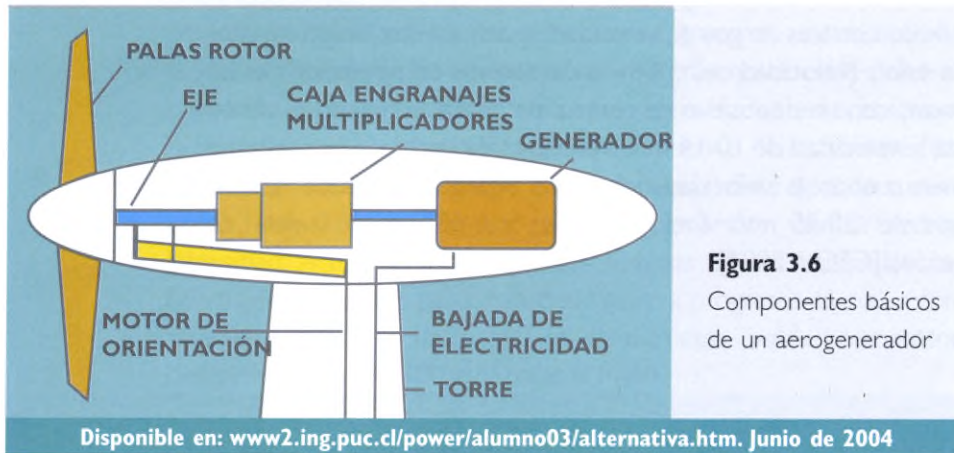 PALAS ROTOR
EJE
CAJA ENGRANAJES
MULTIPLICADORES
GENERADOR
MOTOR DE
ORIENTACIÓN
BAJADA DE
ELECTRICIDAD
TORRE
Figura 3.6
Componentes básicos
de un aerogenerador
Disponible en: www2.ing.puc.cl/power/alumno03/alternativa.htm. Junio de 2004